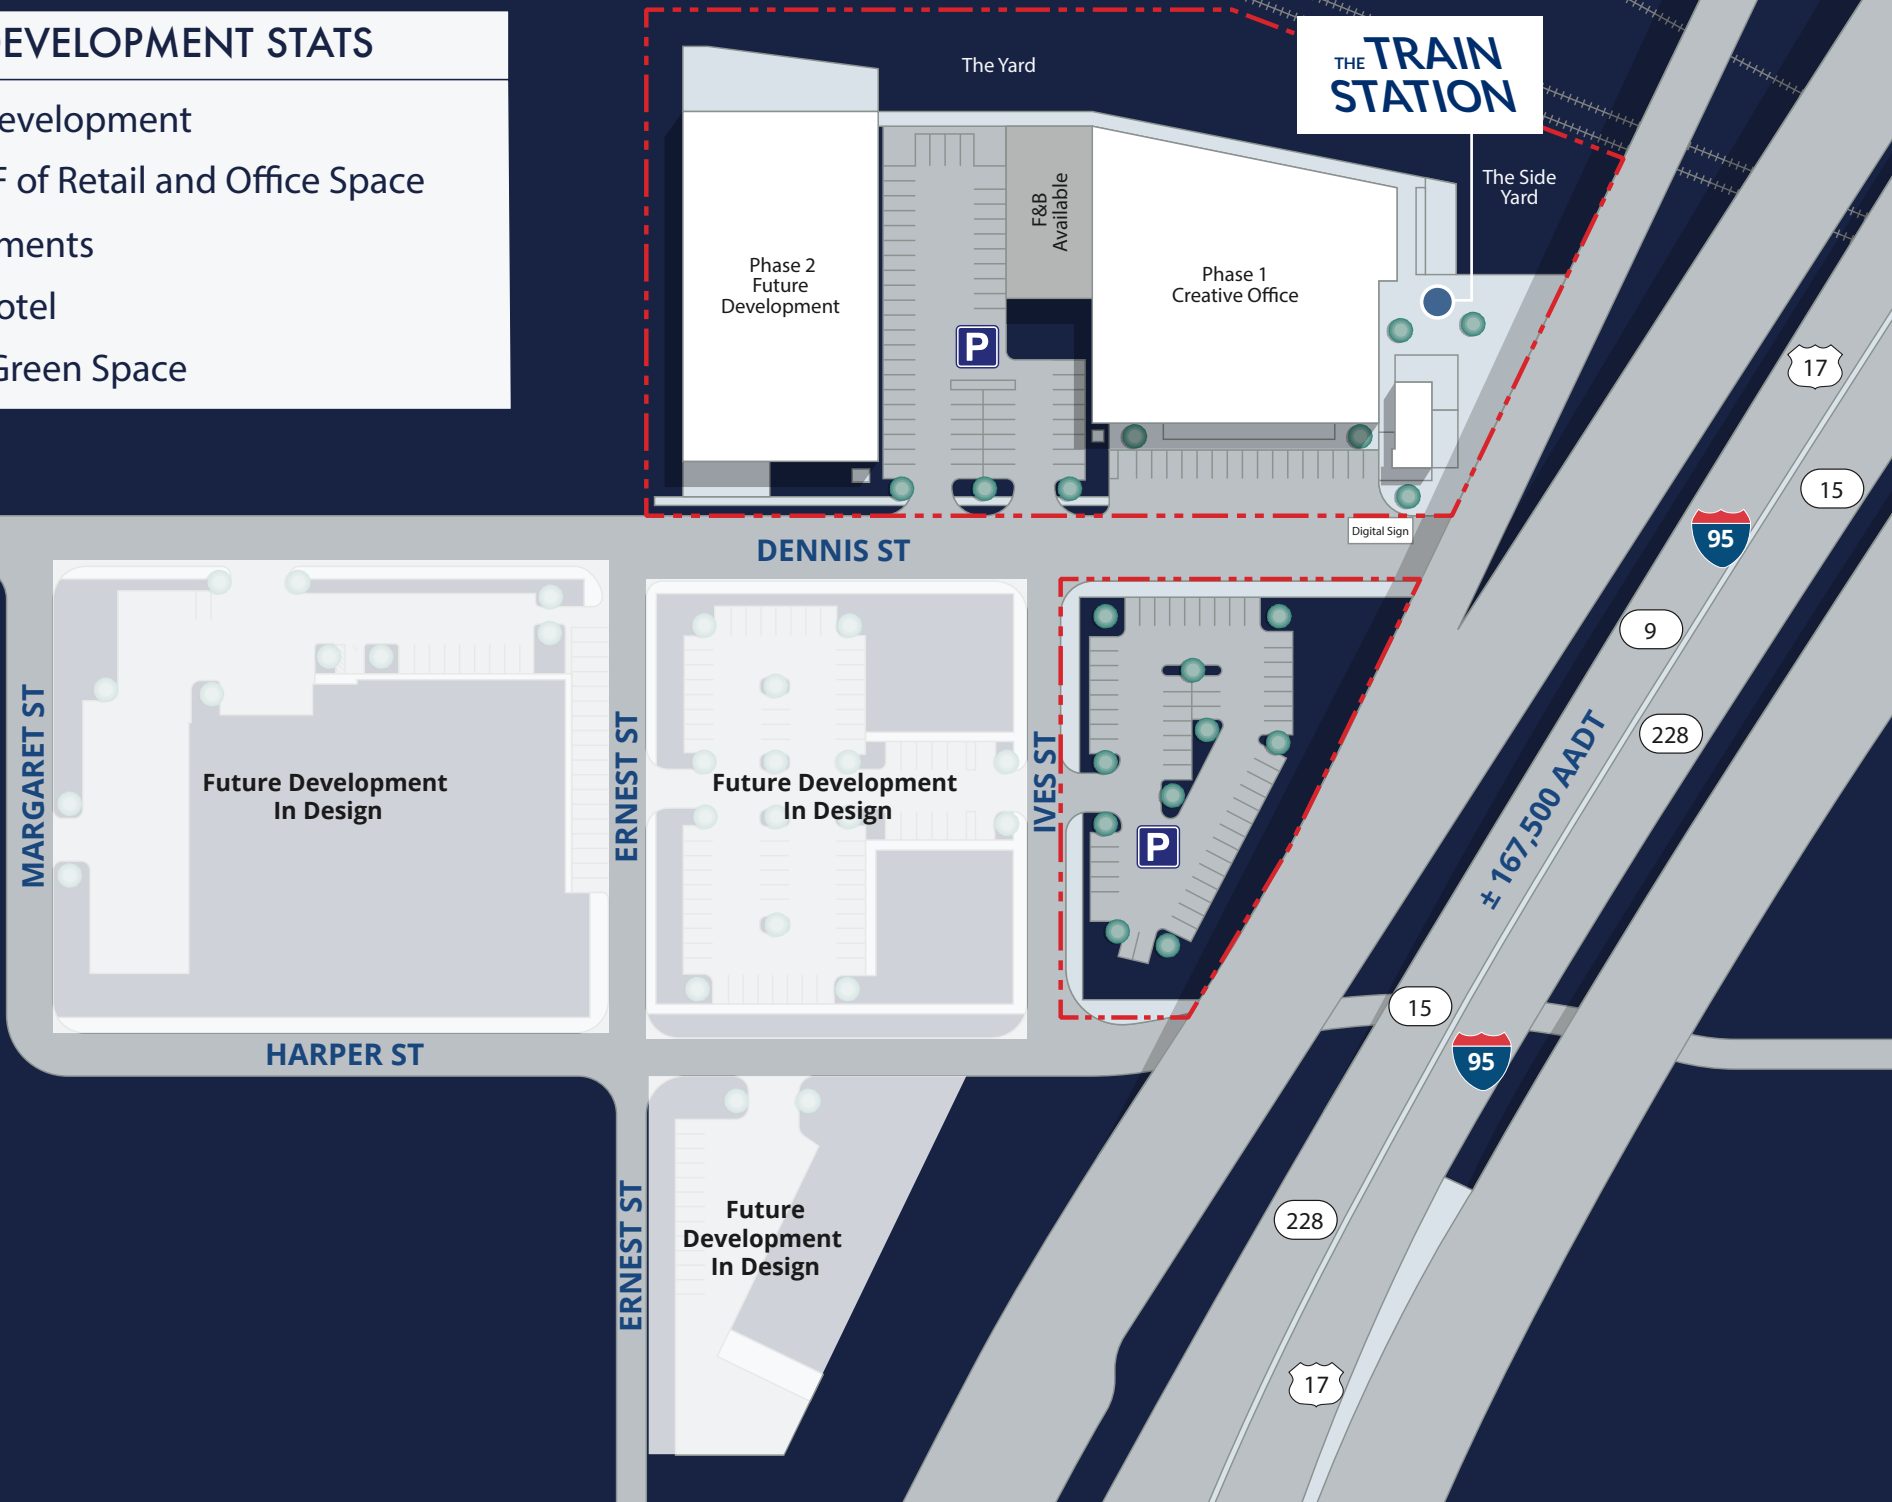 EVELOPMENT STATS
evelopment
F of Retail and Office Space
ments
otel
Green Space
The Yard
THE TRAIN
STATION
The Side
Yard
F&B
Available
Phase 2
Future
Development
Phase 1
Creative Office
P
Digital Sign
DENNIS ST
MARGARET ST
ERNEST ST
IVES ST
Future Development
In Design
Future Development
In Design
P
HARPER ST
ERNEST ST
Future
Development
In Design
± 167,500 AADT
17
15
95
9
228
15
95
228
17